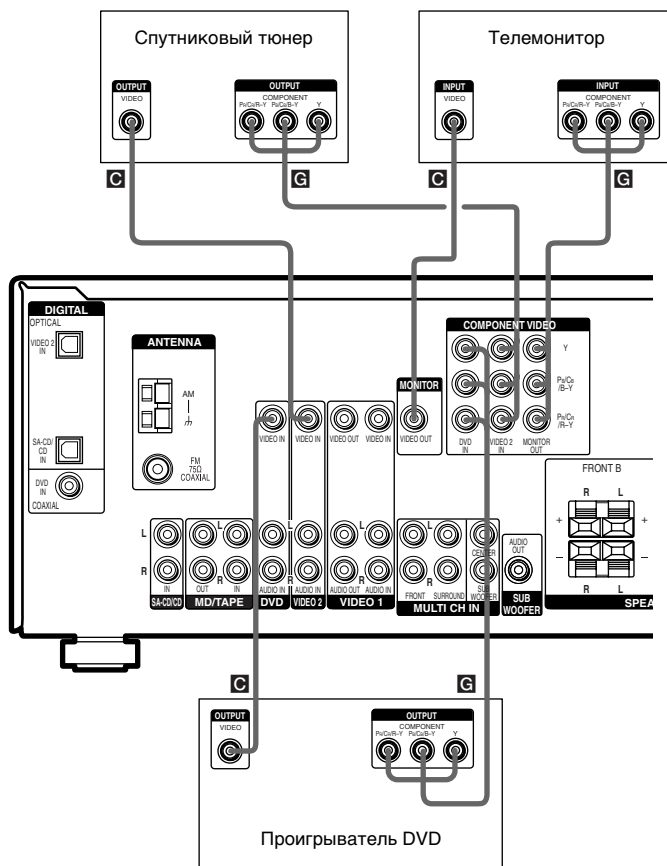 Спутниковый тюнер
OUTPUT
VIDEO
OUTPUT
COMPONENT
PR/CR/R–Y PB/CB/B–Y Y
Телемонитор
INPUT
VIDEO
INPUT
COMPONENT
PR/CR/R–Y PB/CB/B–Y Y
C
G
C
G
DIGITAL
OPTICAL
VIDEO 2
IN
SA-CD/
CD
IN
DVD
IN
COAXIAL
ANTENNA
AM
FM
75Ω
COAXIAL
VIDEO IN
VIDEO IN
VIDEO OUT
VIDEO IN
MONITOR
VIDEO OUT
COMPONENT VIDEO
Y
PB/CB
/B–Y
PR/CR
/R–Y
DVD
IN
VIDEO 2
IN
MONITOR
OUT
FRONT B
R L
+ +
– –
R L
SPEA
L
R
IN
SA-CD/CD
L
R
OUT IN
MD/TAPE
L
R
AUDIO IN
DVD
AUDIO IN
VIDEO 2
L
R
AUDIO OUT AUDIO IN
VIDEO 1
L
R
FRONT SURROUND
CENTER
SUB
WOOFER
MULTI CH IN
AUDIO
OUT
SUB
WOOFER
C
G
OUTPUT
VIDEO
OUTPUT
COMPONENT
PR/CR/R–Y PB/CB/B–Y Y
Проигрыватель DVD